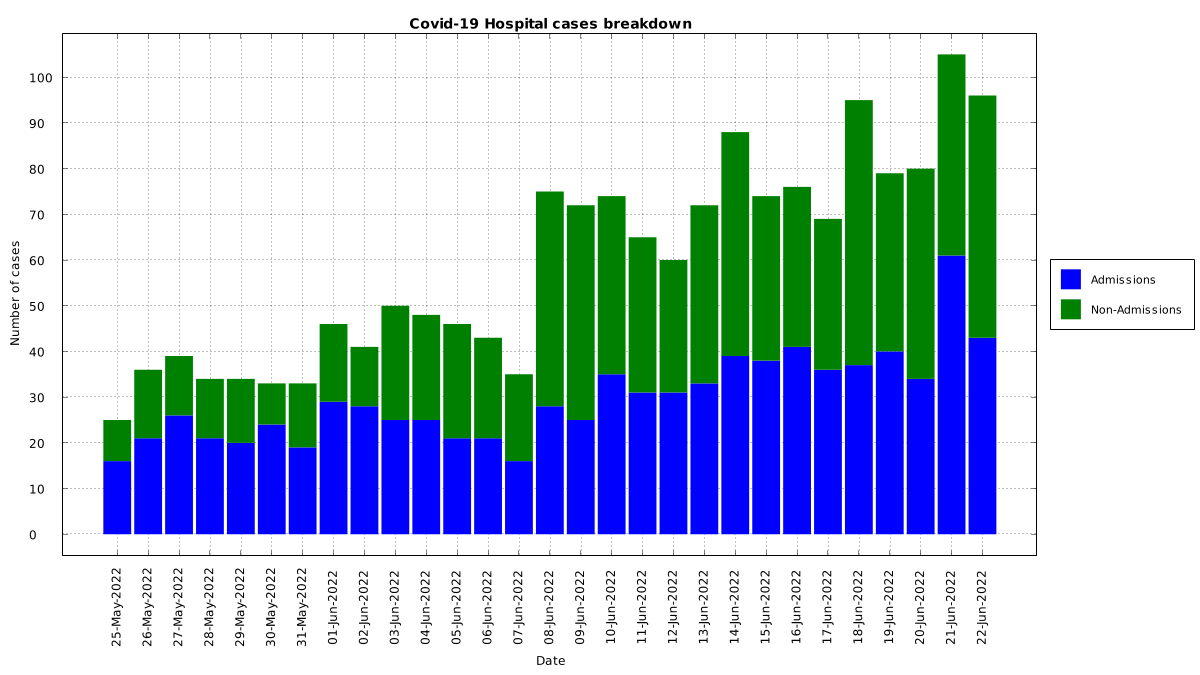 Covid-19 Hospital cases breakdown
100
90
80
70
60
50
40
30
20
10
0
Number of cases
25-May-2022
26-May-2022
27-May-2022
28-May-2022
29-May-2022
30-May-2022
31-May-2022
01-Jun-2022
02-Jun-2022
03-Jun-2022
04-Jun-2022
05-Jun-2022
06-Jun-2022
07-Jun-2022
08-Jun-2022
09-Jun-2022
10-Jun-2022
11-Jun-2022
12-Jun-2022
13-Jun-2022
14-Jun-2022
15-Jun-2022
16-Jun-2022
17-Jun-2022
18-Jun-2022
19-Jun-2022
20-Jun-2022
21-Jun-2022
22-Jun-2022
Date
Admissions
Non-Admissions